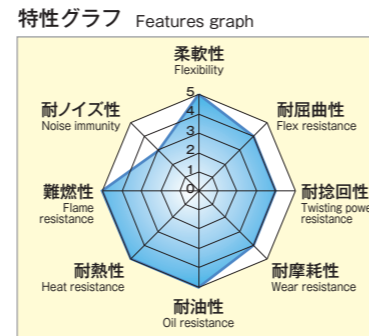 特性グラフ Features graph
柔軟性
Flexibility
耐ノイズ性
Noise immunity
耐屈曲性
Flex resistance
5
4
3
2
1
0
難燃性
Flame
resistance
耐捻回性
Twisting powe
resistance
耐熱性
Heat resistance
耐摩耗性
Wear resistance
耐油性
Oil resistance